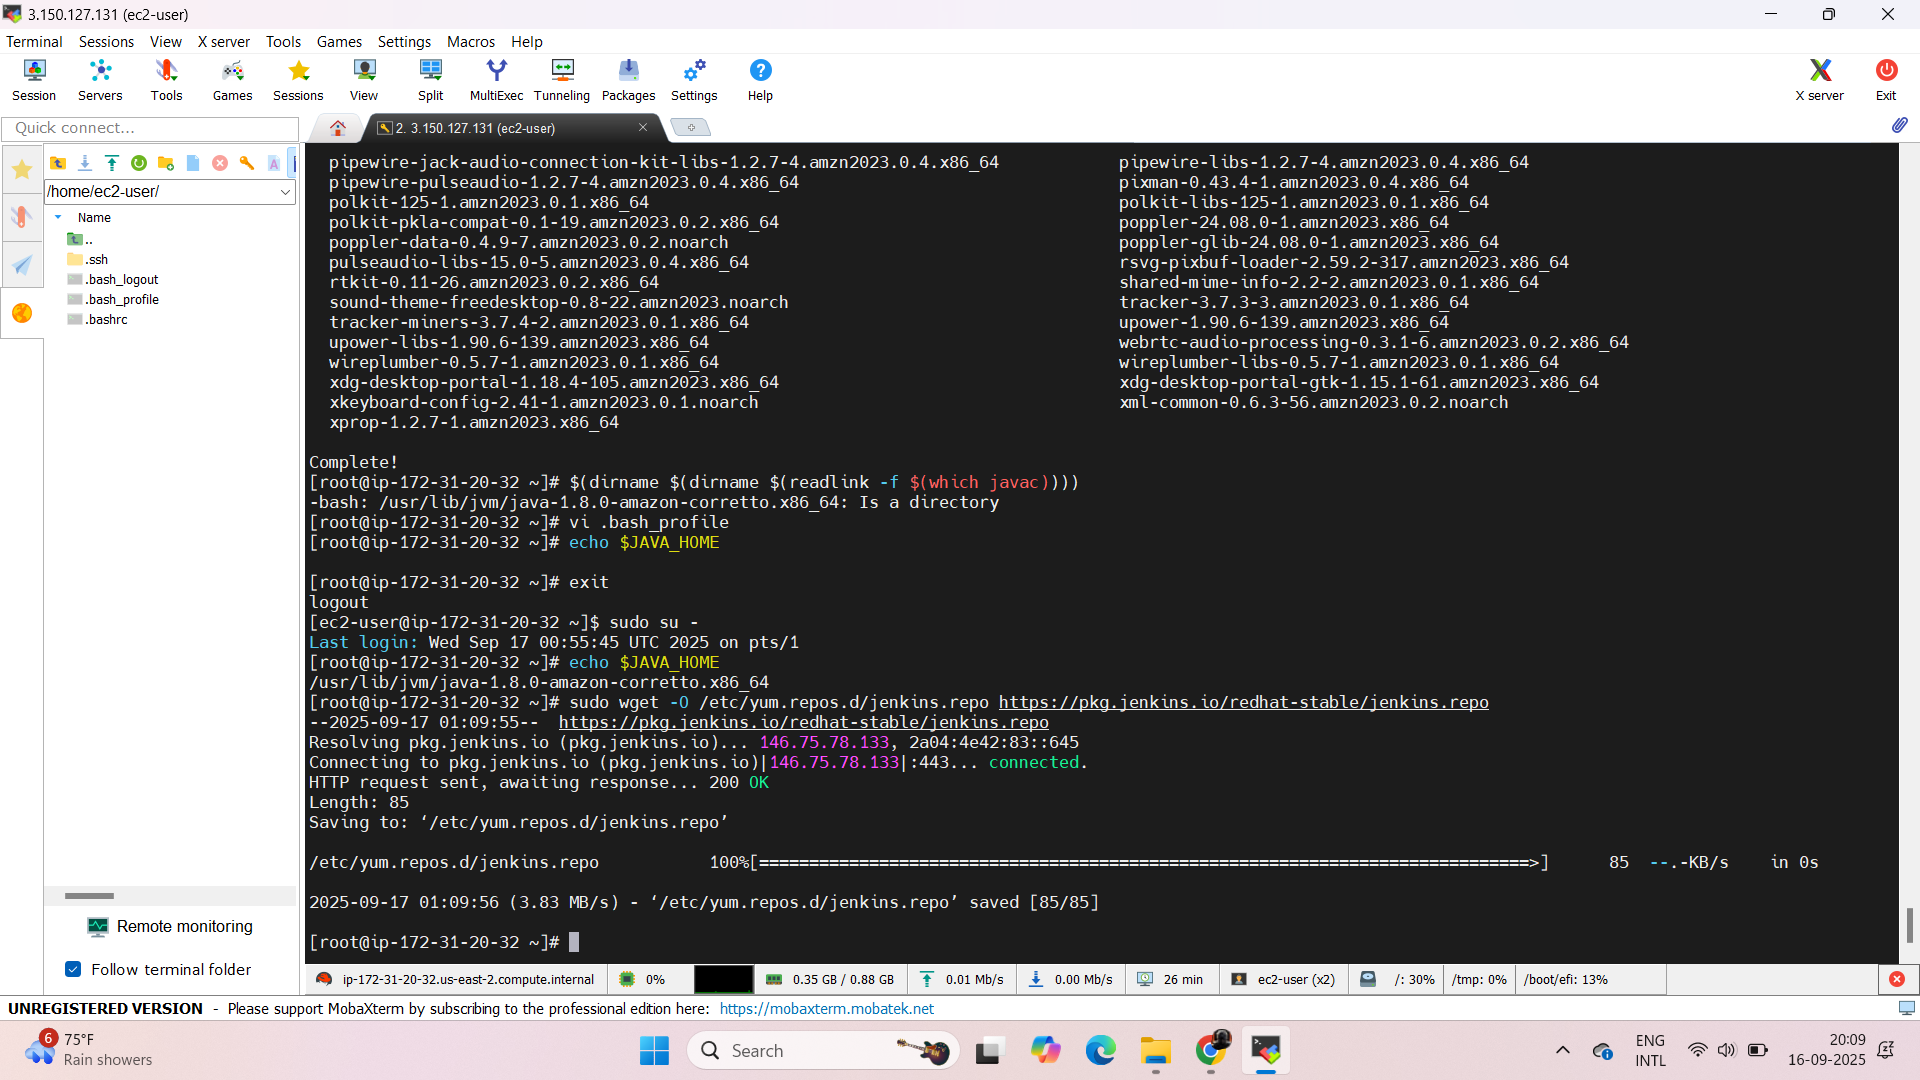 3.150.127.131 (ec2-user)
Terminal Sessions View X server Tools Games Settings Macros Help
Session Servers Tools Games Sessions View Split MultiExec Tunneling Packages Settings Help X server Exit
Quick connect...
2. 3.150.127.131 (ec2-user)
/home/ec2-user/
Name
..
.ssh
.bash_logout
.bash_profile
.bashrc
Remote monitoring
Follow terminal folder
pipewire-jack-audio-connection-kit-libs-1.2.7-4.amzn2023.0.4.x86_64 pipewire-libs-1.2.7-4.amzn2023.0.4.x86_64
pipewire-pulseaudio-1.2.7-4.amzn2023.0.4.x86_64 pixman-0.43.4-1.amzn2023.0.4.x86_64
polkit-125-1.amzn2023.0.1.x86_64 polkit-libs-125-1.amzn2023.0.1.x86_64
polkit-pkla-compat-0.1-19.amzn2023.0.2.x86_64 poppler-24.08.0-1.amzn2023.x86_64
poppler-data-0.4.9-7.amzn2023.0.2.noarch poppler-glib-24.08.0-1.amzn2023.x86_64
pulseaudio-libs-15.0-5.amzn2023.0.4.x86_64 rsvg-pixbuf-loader-2.59.2-317.amzn2023.x86_64
rtkit-0.11-26.amzn2023.0.2.x86_64 shared-mime-info-2.2-2.amzn2023.0.1.x86_64
sound-theme-freedesktop-0.8-22.amzn2023.noarch tracker-3.7.3-3.amzn2023.0.1.x86_64
tracker-miners-3.7.4-2.amzn2023.0.1.x86_64 upower-1.90.6-139.amzn2023.x86_64
upower-libs-1.90.6-139.amzn2023.x86_64 webrtc-audio-processing-0.3.1-6.amzn2023.0.2.x86_64
wireplumber-0.5.7-1.amzn2023.0.1.x86_64 wireplumber-libs-0.5.7-1.amzn2023.0.1.x86_64
xdg-desktop-portal-1.18.4-105.amzn2023.x86_64 xdg-desktop-portal-gtk-1.15.1-61.amzn2023.x86_64
xkeyboard-config-2.41-1.amzn2023.0.1.noarch xml-common-0.6.3-56.amzn2023.0.2.noarch
xprop-1.2.7-1.amzn2023.x86_64
Complete!
[root@ip-172-31-20-32 ~]# $(dirname $(dirname $(readlink -f $(which javac))))
-bash: /usr/lib/jvm/java-1.8.0-amazon-corretto.x86_64: Is a directory
[root@ip-172-31-20-32 ~]# vi .bash_profile
[root@ip-172-31-20-32 ~]# echo $JAVA_HOME
[root@ip-172-31-20-32 ~]# exit
logout
[ec2-user@ip-172-31-20-32 ~]$ sudo su -
Last login: Wed Sep 17 00:55:45 UTC 2025 on pts/1
[root@ip-172-31-20-32 ~]# echo $JAVA_HOME
/usr/lib/jvm/java-1.8.0-amazon-corretto.x86_64
[root@ip-172-31-20-32 ~]# sudo wget -O /etc/yum.repos.d/jenkins.repo https://pkg.jenkins.io/redhat-stable/jenkins.repo
--2025-09-17 01:09:55-- https://pkg.jenkins.io/redhat-stable/jenkins.repo
Resolving pkg.jenkins.io (pkg.jenkins.io)... 146.75.78.133, 2a04:4e42:83::645
Connecting to pkg.jenkins.io (pkg.jenkins.io)|146.75.78.133|:443... connected.
HTTP request sent, awaiting response... 200 OK
Length: 85
Saving to: ‘/etc/yum.repos.d/jenkins.repo’
/etc/yum.repos.d/jenkins.repo 100%[=============================================================================>] 85 --.-KB/s in 0s
2025-09-17 01:09:56 (3.83 MB/s) - ‘/etc/yum.repos.d/jenkins.repo’ saved [85/85]
[root@ip-172-31-20-32 ~]#
ip-172-31-20-32.us-east-2.compute.internal 0% 0.35 GB / 0.88 GB 0.01 Mb/s 0.00 Mb/s 26 min ec2-user (x2) /: 30% /tmp: 0% /boot/efi: 13%
UNREGISTERED VERSION - Please support MobaXterm by subscribing to the professional edition here: https://mobaxterm.mobatek.net
6
75°F
Rain showers
Search
ENG
INTL
20:09
16-09-2025